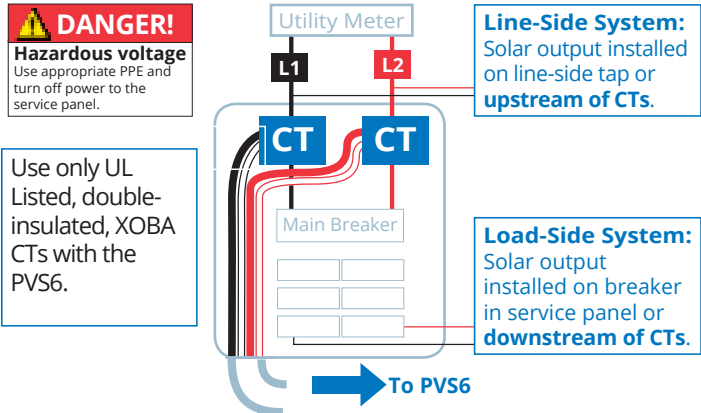 DANGER!
Hazardous voltage
Use appropriate PPE and
turn off power to the
service panel.
Use only UL
Listed, double-
insulated, XOBA
CTs with the
PVS6.
Utility Meter
L1
L2
CT
CT
Main Breaker
To PVS6
Line-Side System:
Solar output installed
on line-side tap or
upstream of CTs.
Load-Side System:
Solar output
installed on breaker
in service panel or
downstream of CTs.